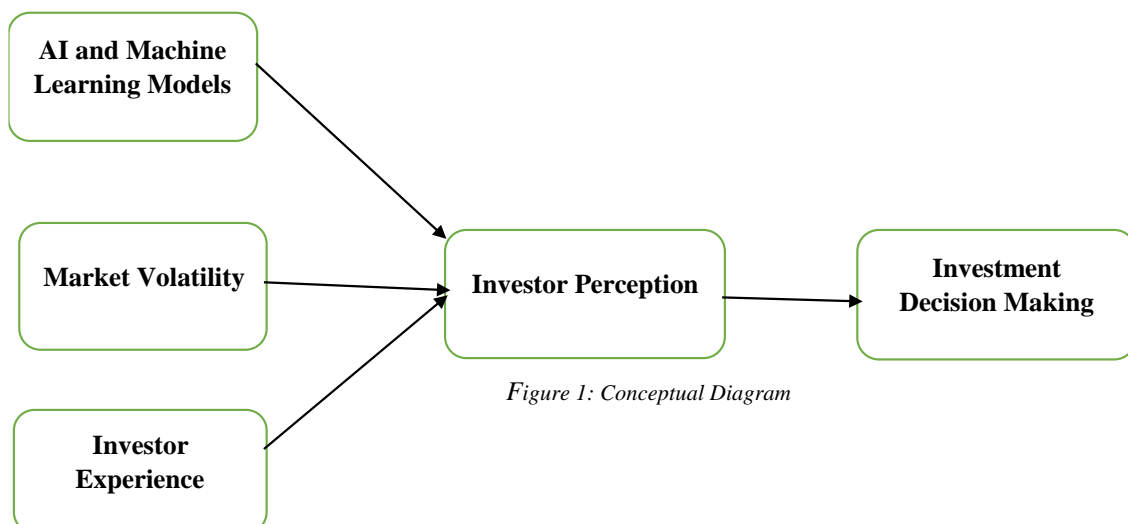 AI and Machine
Learning Models
Market Volatility
Investor Perception
Investment
Decision Making
Figure 1: Conceptual Diagram
Investor
Experience